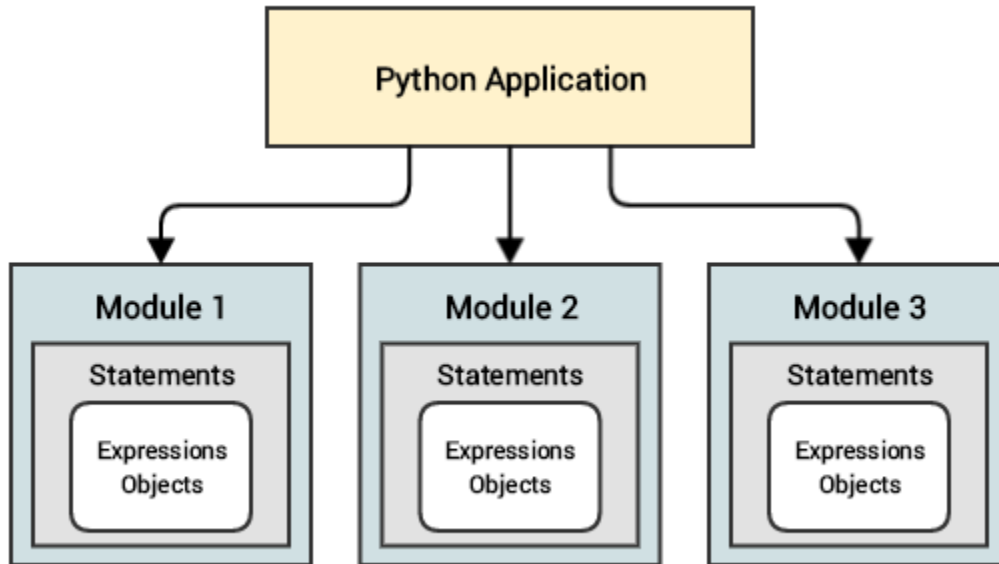 Python Application
Module 1
Statements
Expressions
Objects
Module 2
Statements
Expressions
Objects
Module 3
Statements
Expressions
Objects